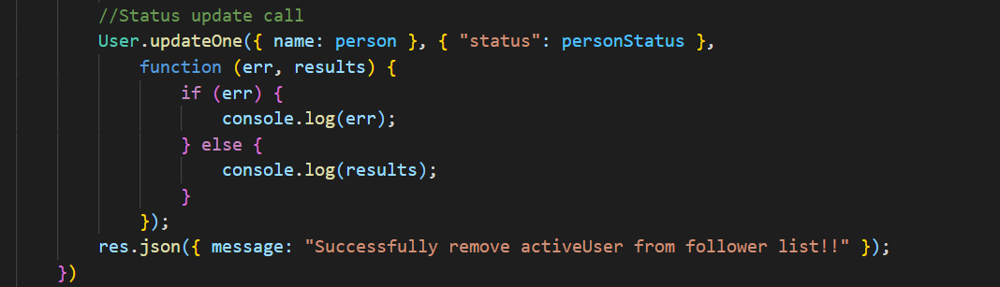 //Status update call
User.updateOne({ name: person }, { "status": personStatus },
function (err, results) {
if (err) {
console.log(err);
} else {
console.log(results);
}
});
res.json({ message: "Successfully remove activeUser from follower list!!" });
})